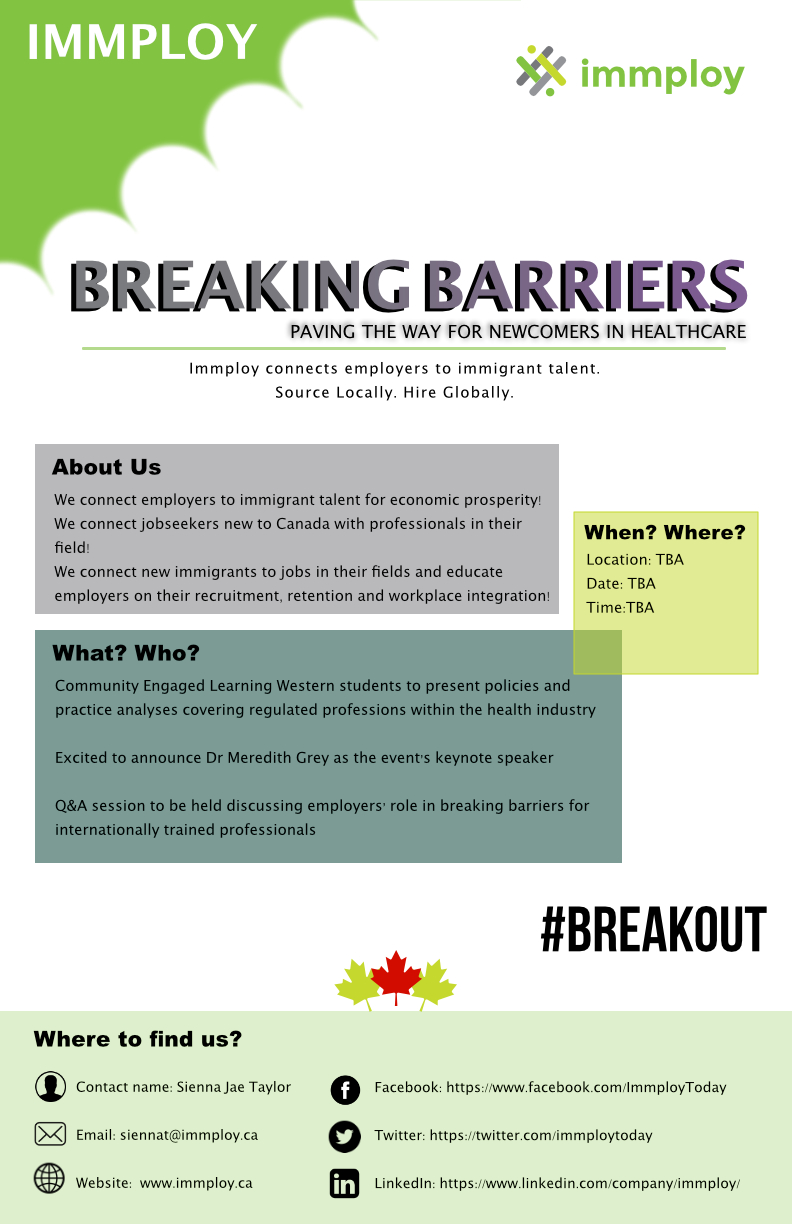 IMMPLOY
immploy
BREAKING BARRIERS
PAVING THE WAY FOR NEWCOMERS IN HEALTHCARE
Immploy connects employers to immigrant talent.
Source Locally. Hire Globally.
About Us
We connect employers to immigrant talent for economic prosperity!
We connect jobseekers new to Canada with professionals in their
field!
We connect new immigrants to jobs in their fields and educate
employers on their recruitment, retention and workplace integration!
When? Where?
Location: TBA
Date: TBA
Time:TBA
What? Who?
Community Engaged Learning Western students to present policies and
practice analyses covering regulated professions within the health industry
Excited to announce Dr Meredith Grey as the event's keynote speaker
Q&A session to be held discussing employers' role in breaking barriers for
internationally trained professionals
#BREAKOUT
Where to find us?
Contact name: Sienna Jae Taylor
Email: siennat@immploy.ca
Website: www.immploy.ca
Facebook: https://www.facebook.com/ImmployToday
Twitter: https://twitter.com/immploytoday
LinkedIn: https://www.linkedin.com/company/immploy/